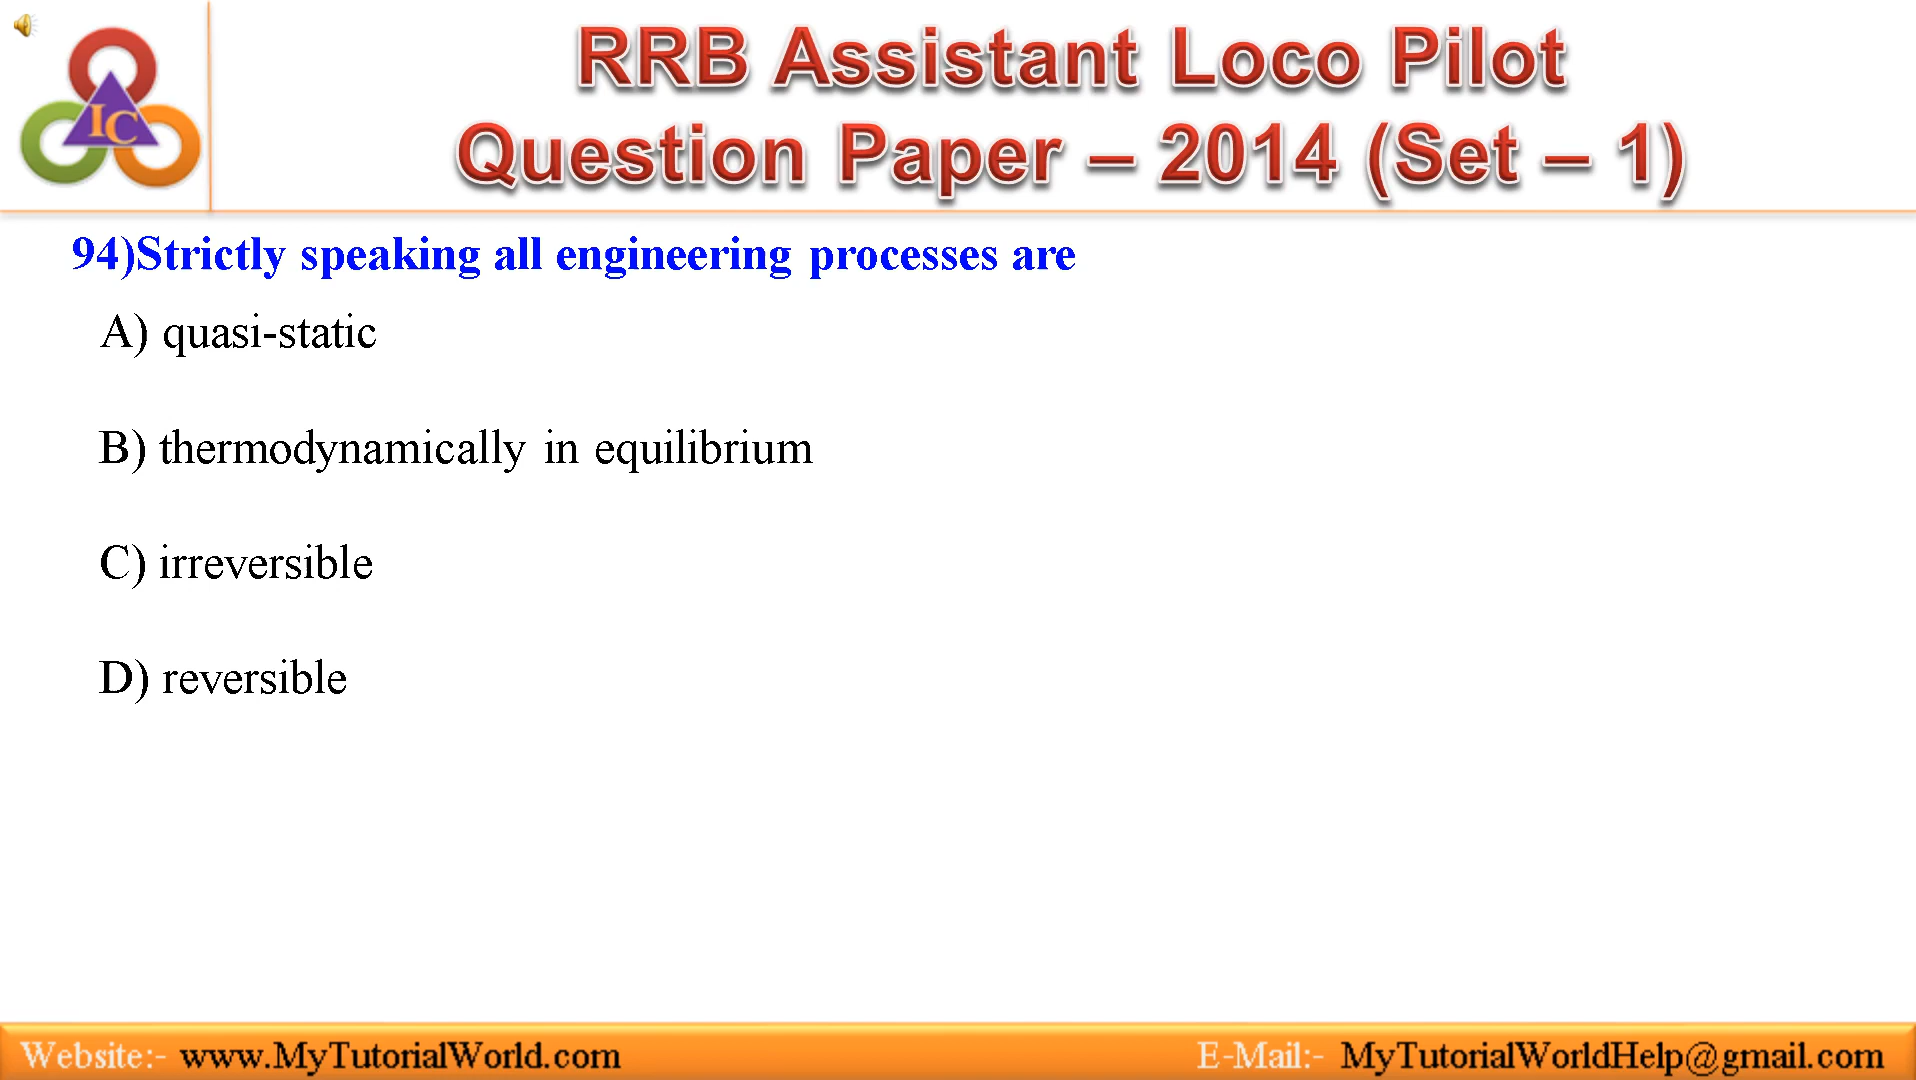 IC
RRB Assistant Loco Pilot
Question Paper – 2014 (Set – 1)
94)Strictly speaking all engineering processes are
A) quasi-static
B) thermodynamically in equilibrium
C) irreversible
D) reversible
Website:- www.MyTutorialWorld.com
E-Mail:- MyTutorialWorldHelp@gmail.com